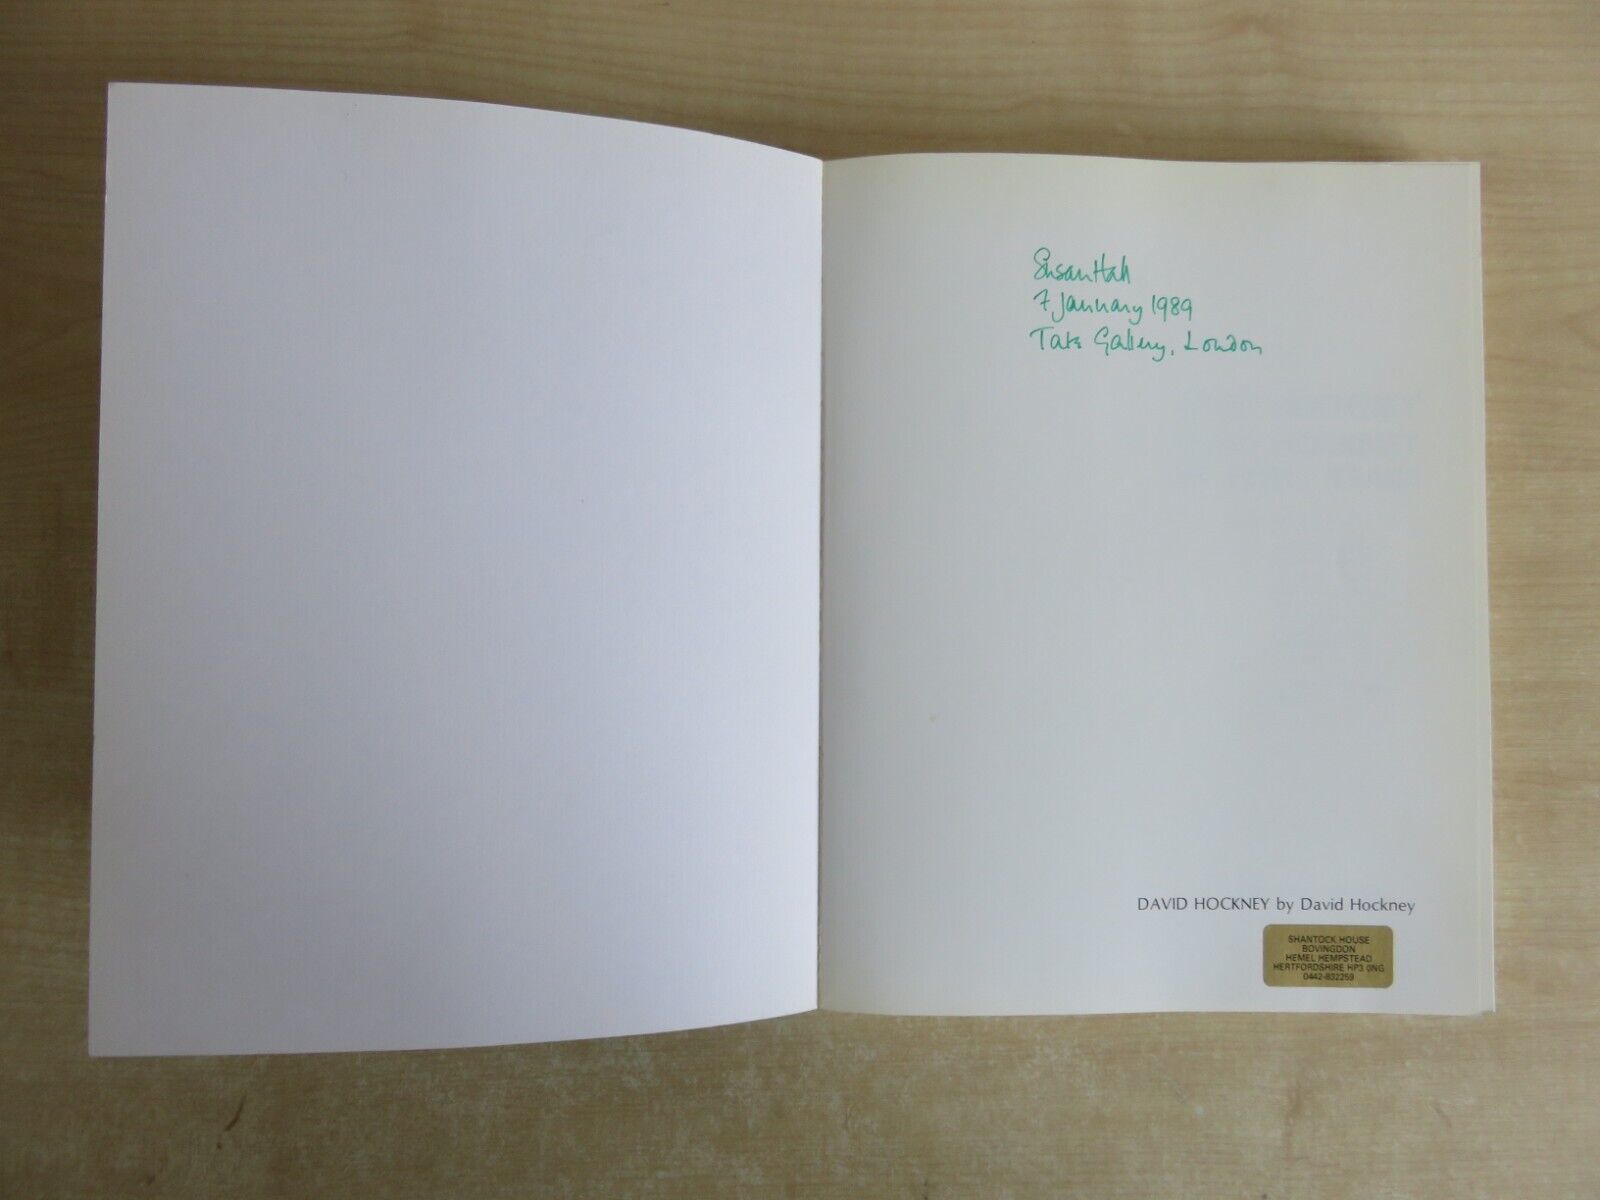 Susan Hall
7 January 1989
Tate Gallery, London
DAVID HOCKNEY by David Hockney
SHANTOCK HOUSE
BOVINGDON
HEMEL HEMPSTEAD
HERTFORDSHIRE HP3 0NG
0442-832259